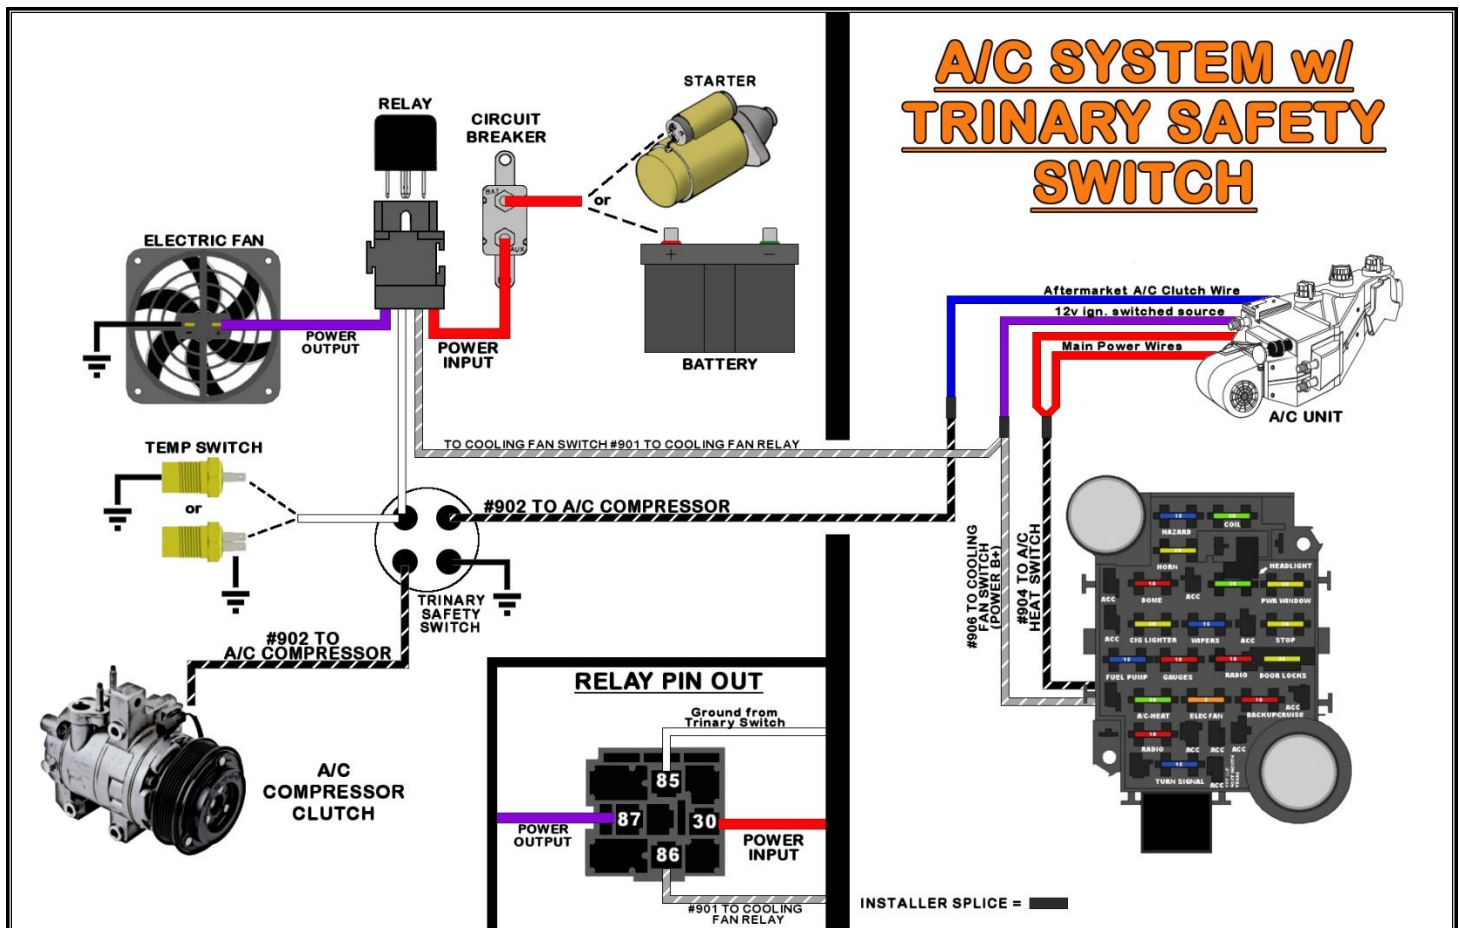 A/C SYSTEM w/
TRINARY SAFETY
SWITCH
STARTER
RELAY
CIRCUIT
BREAKER
BAT
or
AUX
ELECTRIC FAN
POWER
OUTPUT
POWER
INPUT
+
−
BATTERY
Aftermarket A/C Clutch Wire
12v ign. switched source
Main Power Wires
A/C UNIT
TO COOLING FAN SWITCH #901 TO COOLING FAN RELAY
TEMP SWITCH
or
#902 TO A/C COMPRESSOR
TRINARY
SAFETY
SWITCH
#902 TO
A/C COMPRESSOR
A/C
COMPRESSOR
CLUTCH
#906 TO COOLING
FAN SWITCH
(POWER B+)
#904 TO A/C
HEAT SWITCH
HAZARD
COIL
HORN
HEADLIGHT
ACC
DOME
ACC
PWR WINDOW
ACC
CIG LIGHTER
WIPERS
ACC
STOP
FUEL PUMP
GAUGES
RADIO
DOOR LOCKS
A/C-HEAT
ELEC FAN
BACKUP/CRUISE
ACC
RADIO
ACC
ACC
ACC
TURN SIGNAL
ACC
RELAY PIN OUT
Ground from
Trinary Switch
85
87
30
86
POWER
OUTPUT
POWER
INPUT
#901 TO COOLING
FAN RELAY
INSTALLER SPLICE =